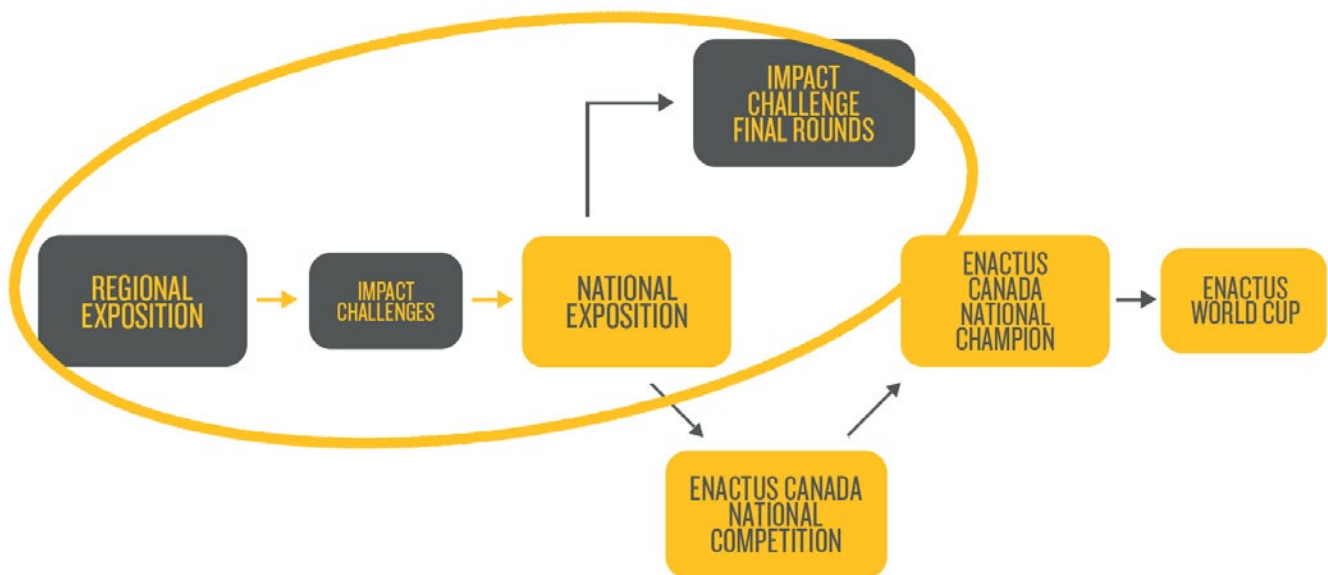 IMPACT
CHALLENGE
FINAL ROUNDS
REGIONAL
EXPOSITION
IMPACT
CHALLENGES
NATIONAL
EXPOSITION
ENACTUS
CANADA
NATIONAL
CHAMPION
ENACTUS
WORLD CUP
ENACTUS CANADA
NATIONAL
COMPETITION